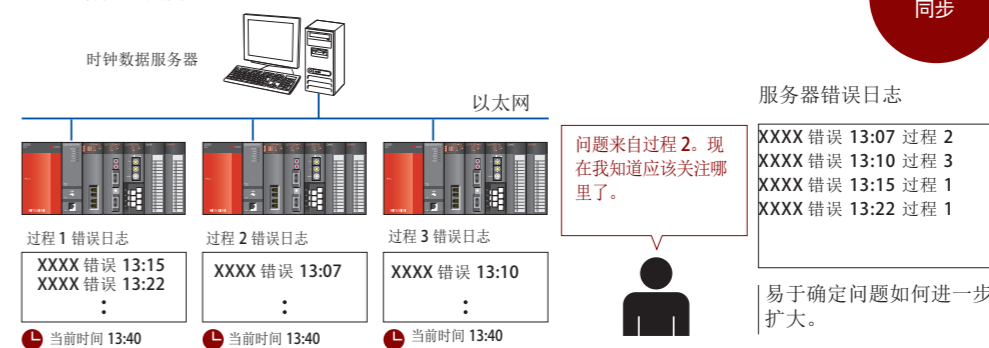 同步
时钟数据服务器
以太网
过程 1 错误日志
XXXX 错误 13:15
XXXX 错误 13:22
:
当前时间 13:40
过程 2 错误日志
XXXX 错误 13:07
:
当前时间 13:40
过程 3 错误日志
XXXX 错误 13:10
:
当前时间 13:40
问题来自过程 2。现
在我知道应该关注哪
里了。
服务器错误日志
XXXX 错误 13:07 过程 2
XXXX 错误 13:10 过程 3
XXXX 错误 13:15 过程 1
XXXX 错误 13:22 过程 1
易于确定问题如何进一步
扩大。